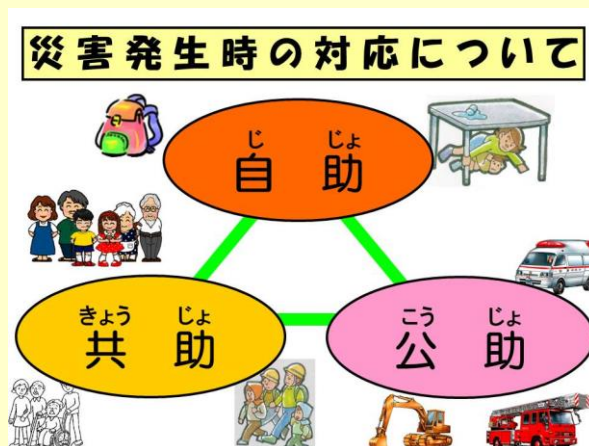 災害発生時の対応について
じ じょ
自 助
きょう じょ
共 助
こう じょ
公 助